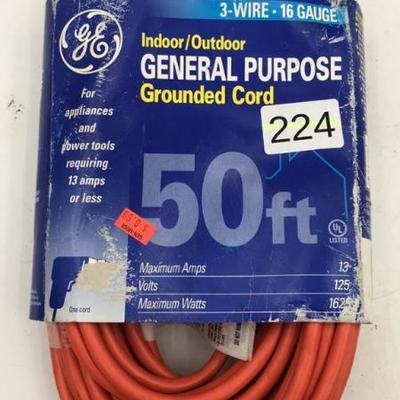 3-WIRE · 16 GAUGE
GE
Indoor/Outdoor
GENERAL PURPOSE
Grounded Cord
For
appliances
and
power tools
requiring
13 amps
or less
224
50ft
UL
LISTED
Maximum Amps 13
Volts 125
Maximum Watts 1625
One cord